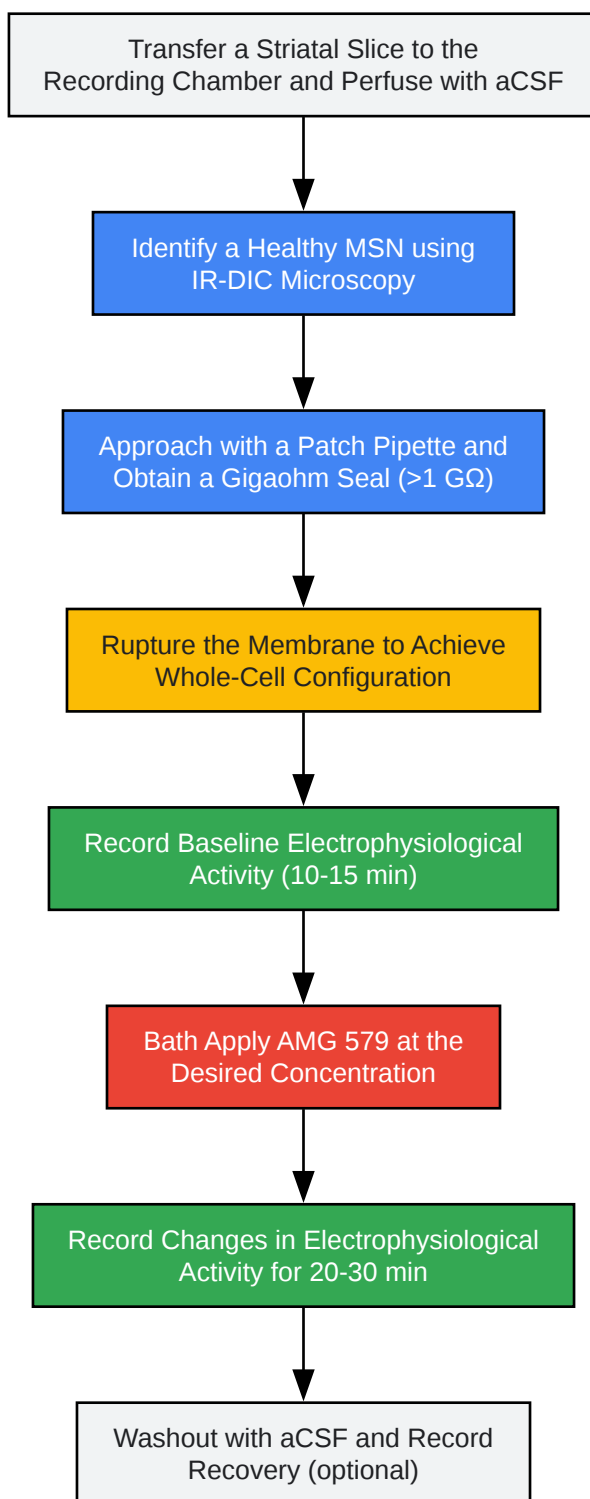 Transfer a Striatal Slice to the
Recording Chamber and Perfuse with aCSF
Identify a Healthy MSN using
IR-DIC Microscopy
Approach with a Patch Pipette and
Obtain a Gigaohm Seal (>1 GΩ)
Rupture the Membrane to Achieve
Whole-Cell Configuration
Record Baseline Electrophysiological
Activity (10-15 min)
Bath Apply AMG 579 at the
Desired Concentration
Record Changes in Electrophysiological
Activity for 20-30 min
Washout with aCSF and Record
Recovery (optional)